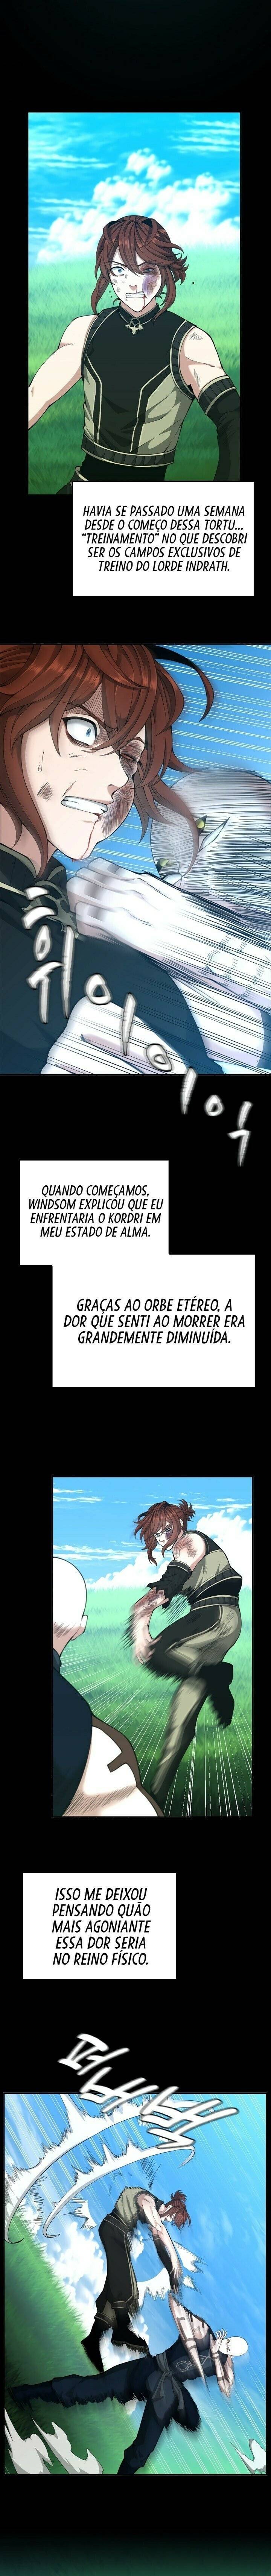 HAVIA SE PASSADO UMA SEMANA
DESDE O COMEÇO DESSA TORTU...
"TREINAMENTO" NO QUE DESCOBRI
SER OS CAMPOS EXCLUSIVOS DE
TREINO DO LORDE INDRATH.
휘이이이익
QUANDO COMEÇAMOS,
WINDSOM EXPLICOU QUE EU
ENFRENTARIA O KORDRI EM
MEU ESTADO DE ALMA.
GRAÇAS AO ORBE ETÉREO, A
DOR QUE SENTI AO MORRER ERA
GRANDEMENTE DIMINUÍDA.
ISSO ME DEIXOU
PENSANDO QUÃO
MAIS AGONIANTE
ESSA DOR SERIA
NO REINO FÍSICO.